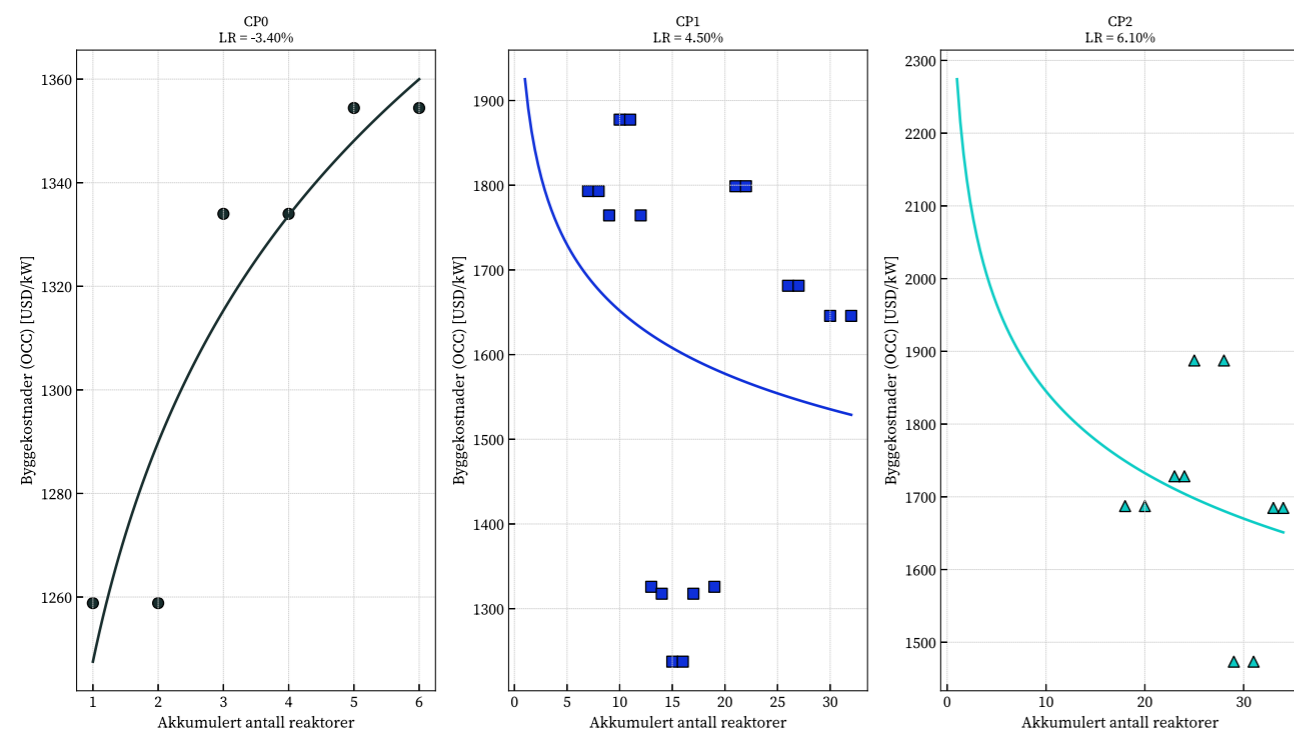 CP0
LR = -3.40%
Byggekostnader (OCC) [USD/kW]
1360
1340
1320
1300
1280
1260
1 2 3 4 5 6
Akkumulert antall reaktorer
CP1
LR = 4.50%
Byggekostnader (OCC) [USD/kW]
1900
1800
1700
1600
1500
1400
1300
0 5 10 15 20 25 30
Akkumulert antall reaktorer
CP2
LR = 6.10%
Byggekostnader (OCC) [USD/kW]
2300
2200
2100
2000
1900
1800
1700
1600
1500
0 10 20 30
Akkumulert antall reaktorer